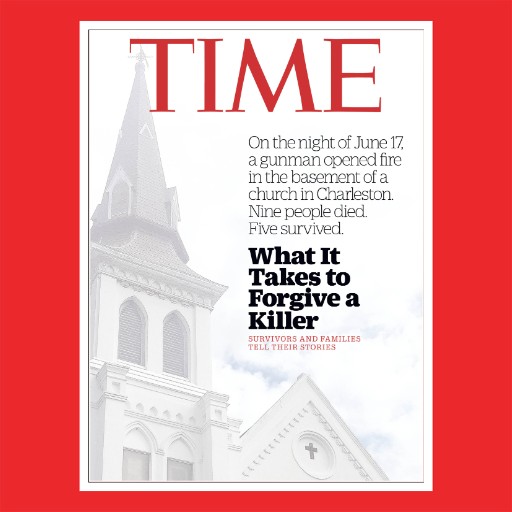 TIME
On the night of June 17,
a gunman opened fire
in the basement of a
church in Charleston.
Nine people died.
Five survived.
What It
Takes to
Forgive a
Killer
SURVIVORS AND FAMILIES
TELL THEIR STORIES